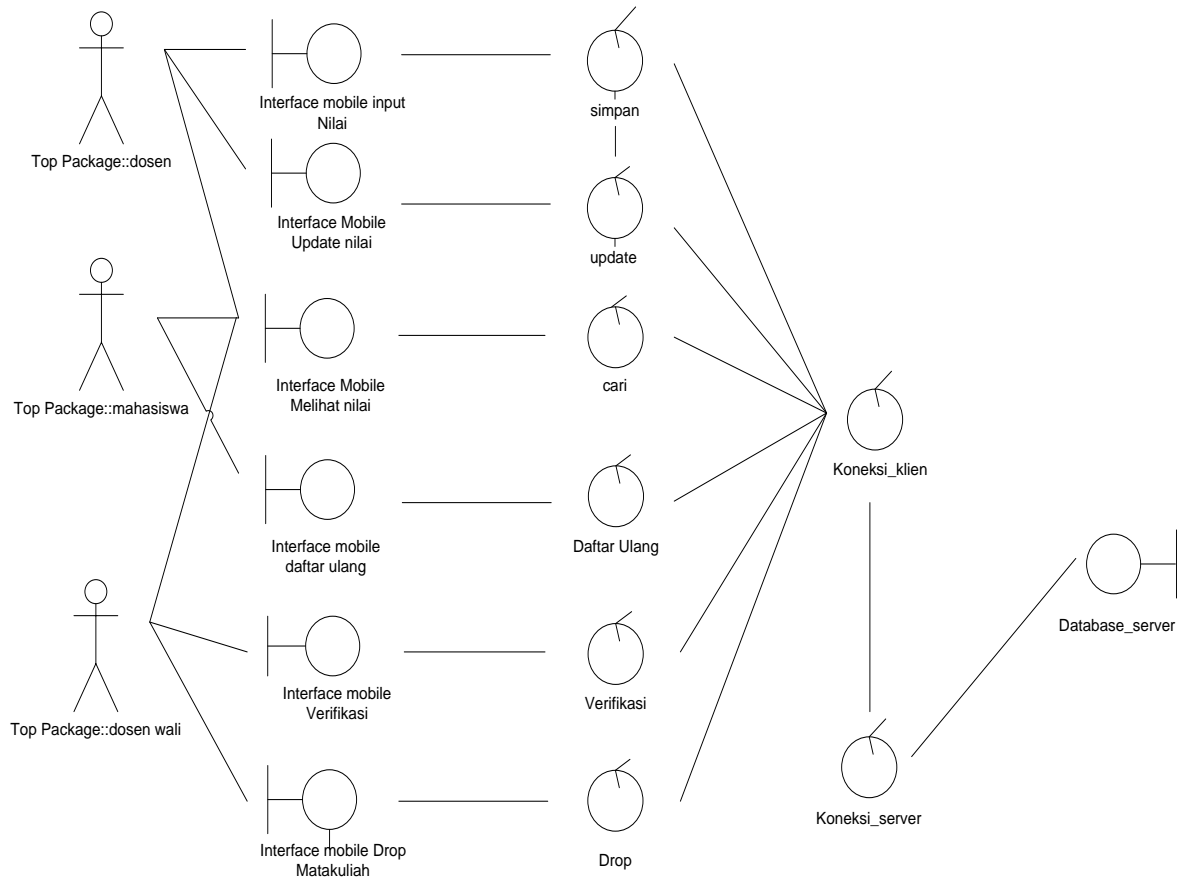 Top Package::dosen
Interface mobile input
Nilai
simpan
Interface Mobile
Update nilai
update
Top Package::mahasiswa
Interface Mobile
Melihat nilai
cari
Koneksi_klien
Interface mobile
daftar ulang
Daftar Ulang
Database_server
Top Package::dosen wali
Interface mobile
Verifikasi
Verifikasi
Koneksi_server
Interface mobile Drop
Matakuliah
Drop